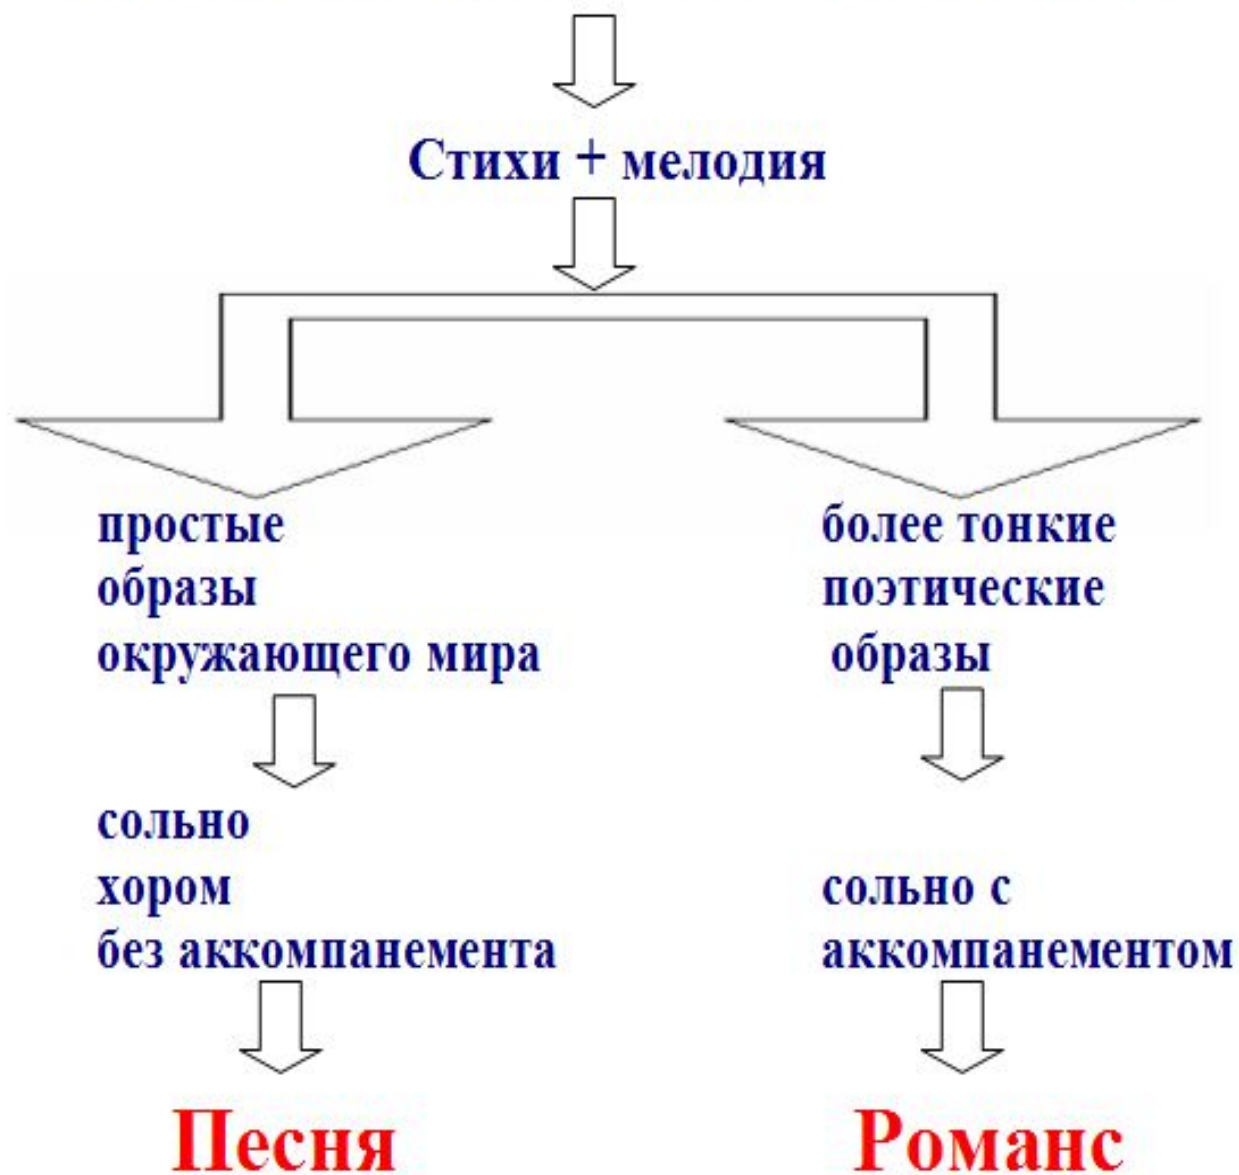 Стихи + мелодия
простые
образы
окружающего мира
более тонкие
поэтические
образы
сольно
хором
без аккомпанемента
сольно с
аккомпанементом
Песня
Романс